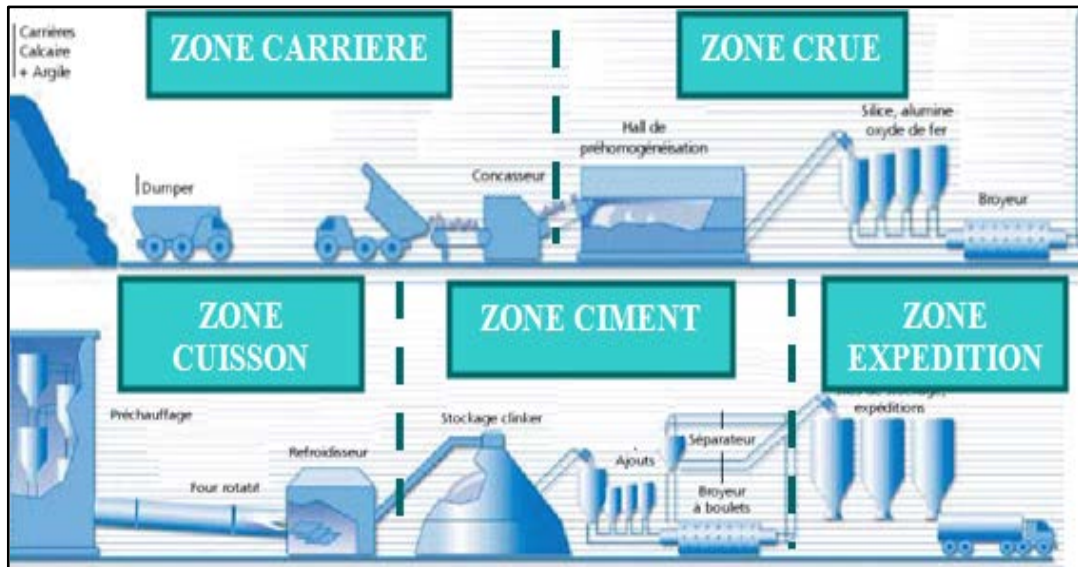 Carrières
Calcaire
+ Argile
ZONE CARRIERE
ZONE CRUE
Dumper
Concasseur
Hall de
préhomogénéisation
Silice, alumine
oxyde de fer
Broyeur
ZONE
CUISSON
ZONE CIMENT
ZONE
EXPEDITION
Préchauffage
Four rotatif
Refroidisseur
Stockage clinker
Ajouts
Séparateur
Broyeur
à boulets
expéditions